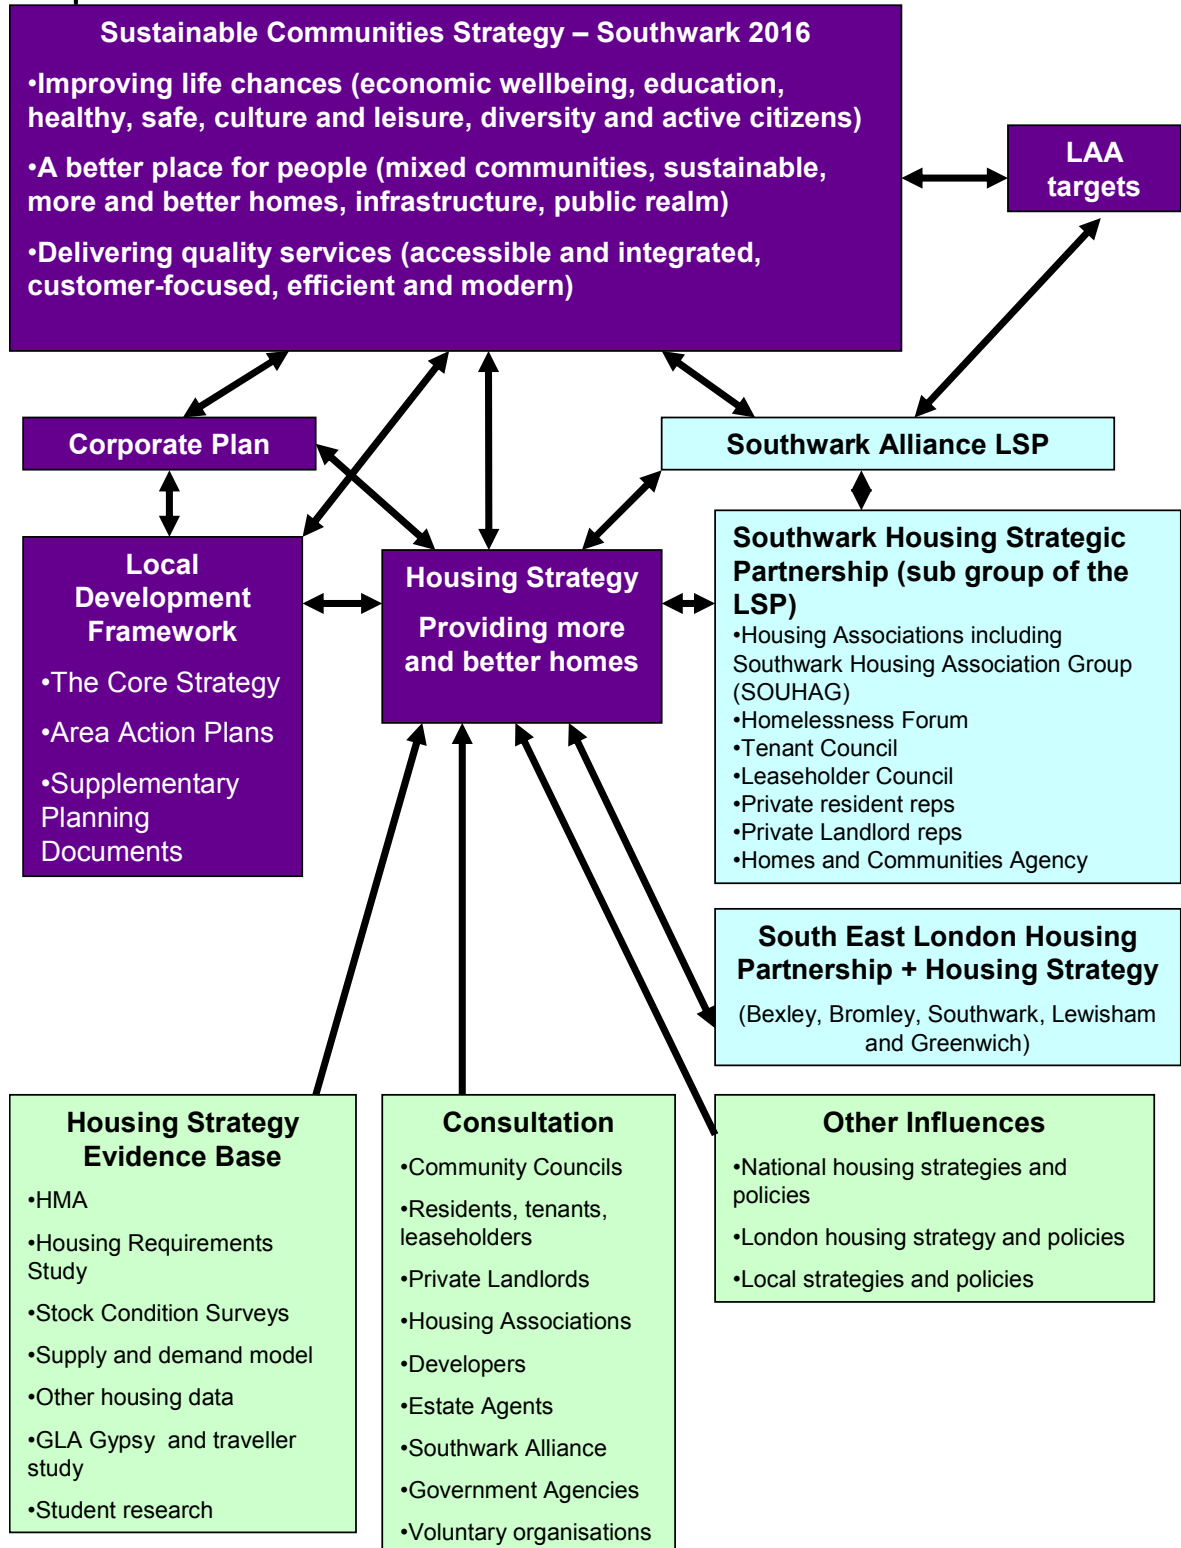 Sustainable Communities Strategy – Southwark 2016
•Improving life chances (economic wellbeing, education,
healthy, safe, culture and leisure, diversity and active citizens)
•A better place for people (mixed communities, sustainable,
more and better homes, infrastructure, public realm)
•Delivering quality services (accessible and integrated,
customer-focused, efficient and modern)
LAA
targets
Corporate Plan
Southwark Alliance LSP
Local
Development
Framework
•The Core Strategy
•Area Action Plans
•Supplementary
Planning
Documents
Housing Strategy
Providing more
and better homes
Southwark Housing Strategic
Partnership (sub group of the
LSP)
•Housing Associations including
Southwark Housing Association Group
(SOUHAG)
•Homelessness Forum
•Tenant Council
•Leaseholder Council
•Private resident reps
•Private Landlord reps
•Homes and Communities Agency
South East London Housing
Partnership + Housing Strategy
(Bexley, Bromley, Southwark, Lewisham
and Greenwich)
Housing Strategy
Evidence Base
•HMA
•Housing Requirements
Study
•Stock Condition Surveys
•Supply and demand model
•Other housing data
•GLA Gypsy  and traveller
study
•Student research
Consultation
•Community Councils
•Residents, tenants,
leaseholders
•Private Landlords
•Housing Associations
•Developers
•Estate Agents
•Southwark Alliance
•Government Agencies
•Voluntary organisations
Other Influences
•National housing strategies and
policies
•London housing strategy and policies
•Local strategies and policies